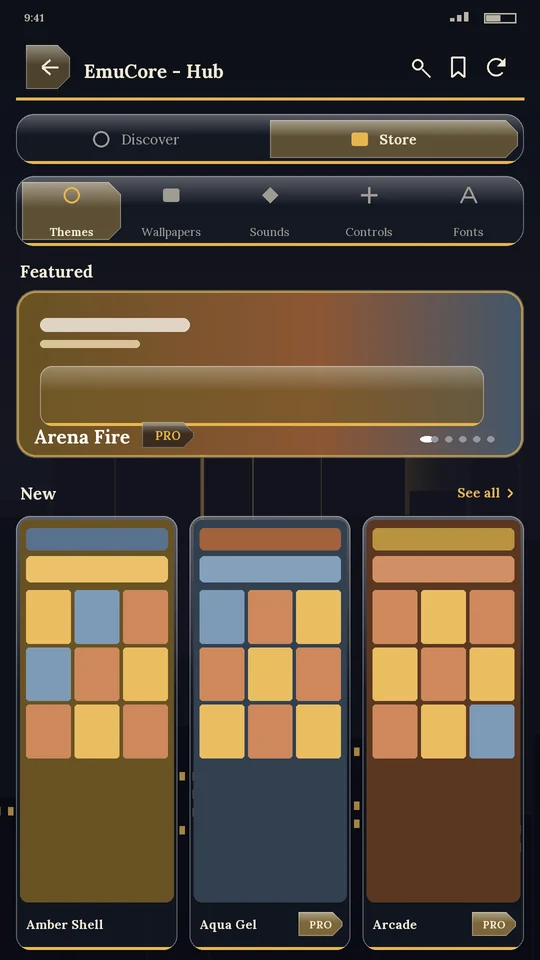 9:41
EmuCore - Hub
Discover
Store
Themes
Wallpapers
Sounds
Controls
Fonts
Featured
Arena Fire
PRO
New
See all
Amber Shell
Aqua Gel
PRO
Arcade
PRO